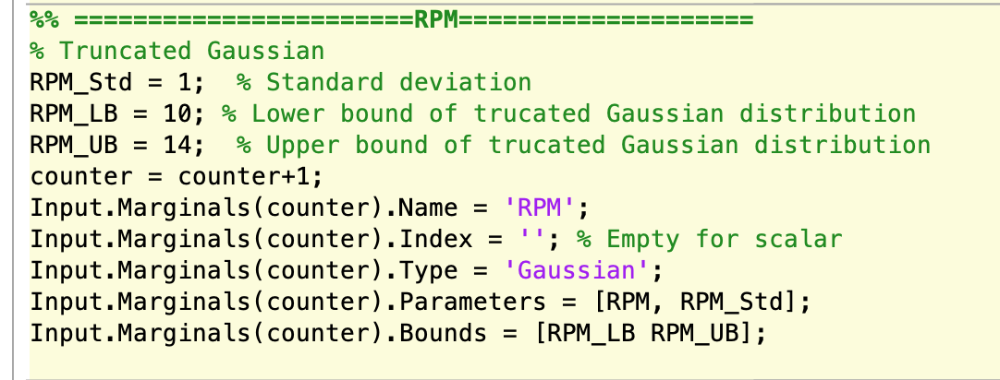 %% =======================RPM====================
% Truncated Gaussian
RPM_Std = 1;  % Standard deviation
RPM_LB = 10; % Lower bound of trucated Gaussian distribution
RPM_UB = 14;  % Upper bound of trucated Gaussian distribution
counter = counter+1;
Input.Marginals(counter).Name = 'RPM';
Input.Marginals(counter).Index = ''; % Empty for scalar
Input.Marginals(counter).Type = 'Gaussian';
Input.Marginals(counter).Parameters = [RPM, RPM_Std];
Input.Marginals(counter).Bounds = [RPM_LB RPM_UB];